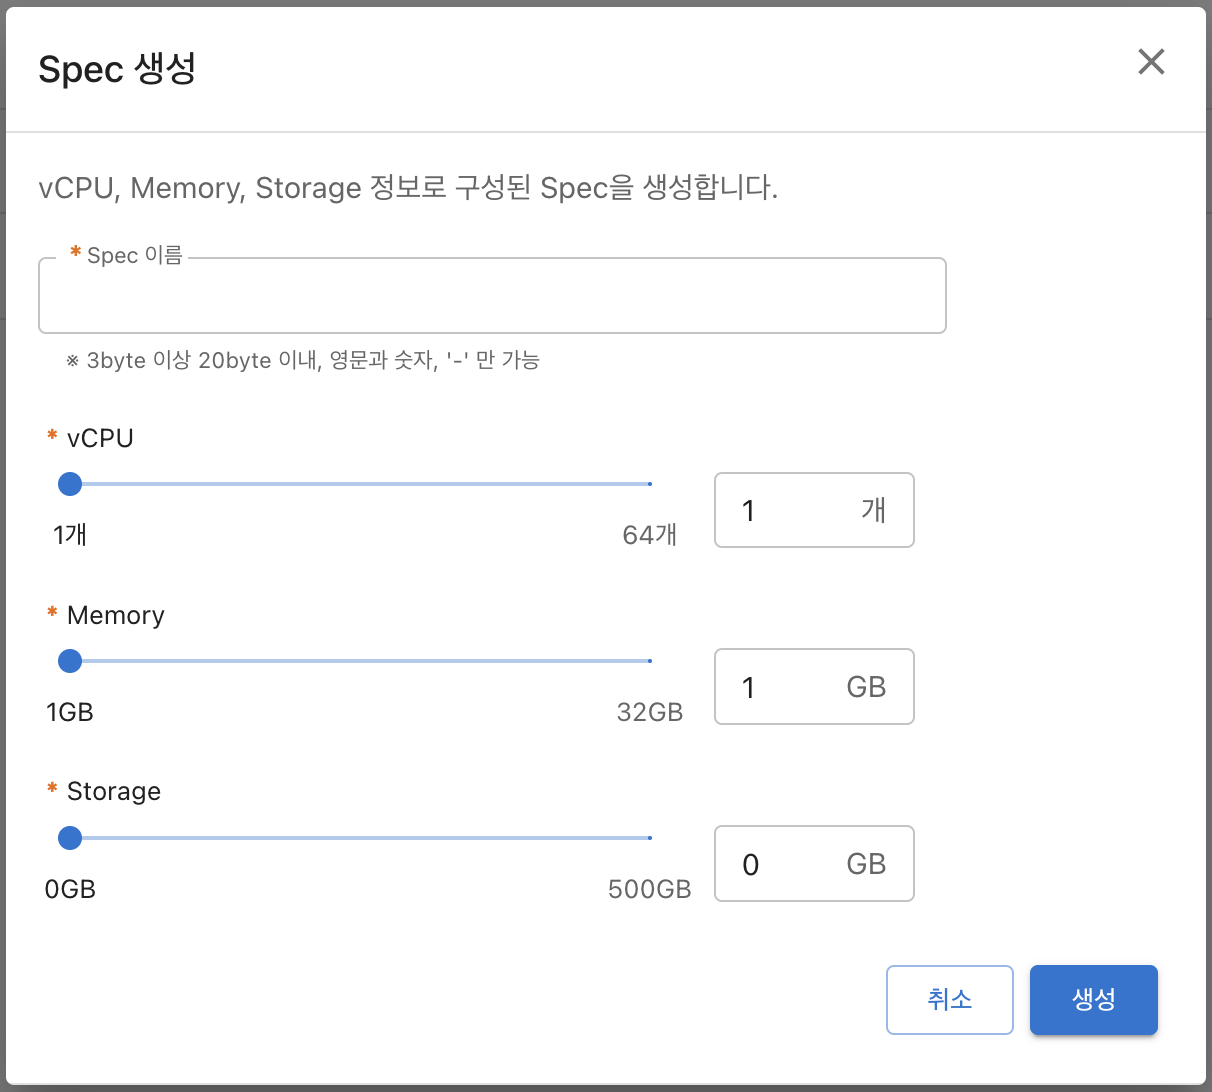 Spec 생성
vCPU, Memory, Storage 정보로 구성된 Spec을 생성합니다.
* Spec 이름
※ 3byte 이상 20byte 이내, 영문과 숫자, '-' 만 가능
* vCPU
1 개
1개 64개
* Memory
1 GB
1GB 32GB
* Storage
0 GB
0GB 500GB
취소 생성